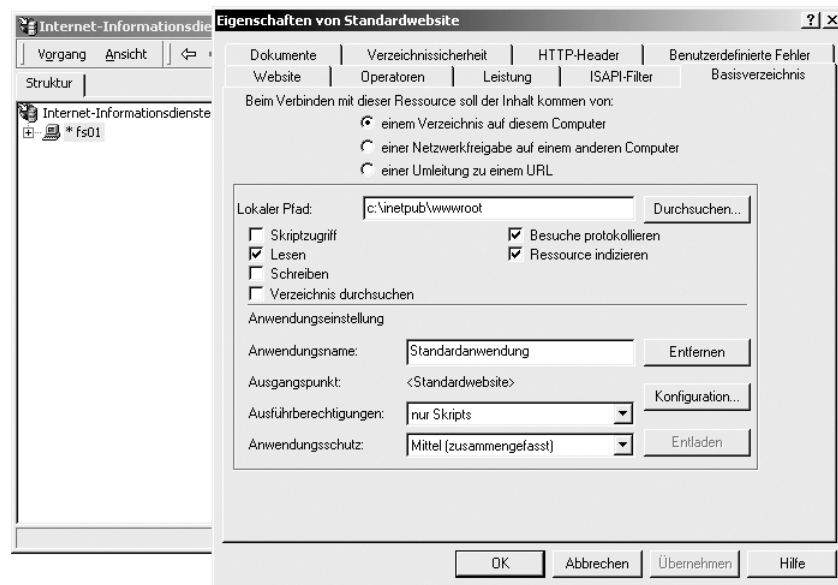 Internet-Informationsdie
Vorgang Ansicht
Struktur
Internet-Informationsdienste
* fs01
Eigenschaften von Standardwebsite
Dokumente Verzeichnissicherheit HTTP-Header Benutzerdefinierte Fehler
Website Operatoren Leistung ISAPI-Filter Basisverzeichnis
Beim Verbinden mit dieser Ressource soll der Inhalt kommen von:
einem Verzeichnis auf diesem Computer
einer Netzwerkfreigabe auf einem anderen Computer
einer Umleitung zu einem URL
Lokaler Pfad: c:\inetpub\wwwroot Durchsuchen...
Skriptzugriff Besuche protokollieren
Lesen Ressource indizieren
Schreiben
Verzeichnis durchsuchen
Anwendungseinstellung
Anwendungsname: Standardanwendung Entfernen
Ausgangspunkt: <Standardwebsite>
Konfiguration...
Ausführberechtigungen: nur Skripts
Anwendungsschutz: Mittel (zusammengefasst) Entladen
OK Abbrechen Übernehmen Hilfe